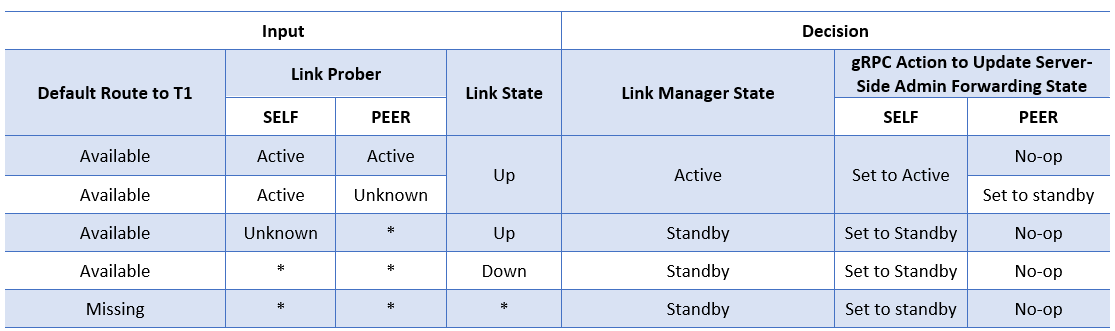 Input Decision
Default Route to T1 Link Prober Link State Link Manager State gRPC Action to Update Server-
Side Admin Forwarding State
SELF PEER SELF PEER
Available Active Active Up Active Set to Active No-op
Available Active Unknown Set to standby
Available Unknown * Up Standby Set to Standby No-op
Available * * Down Standby Set to Standby No-op
Missing * * * Standby Set to standby No-op